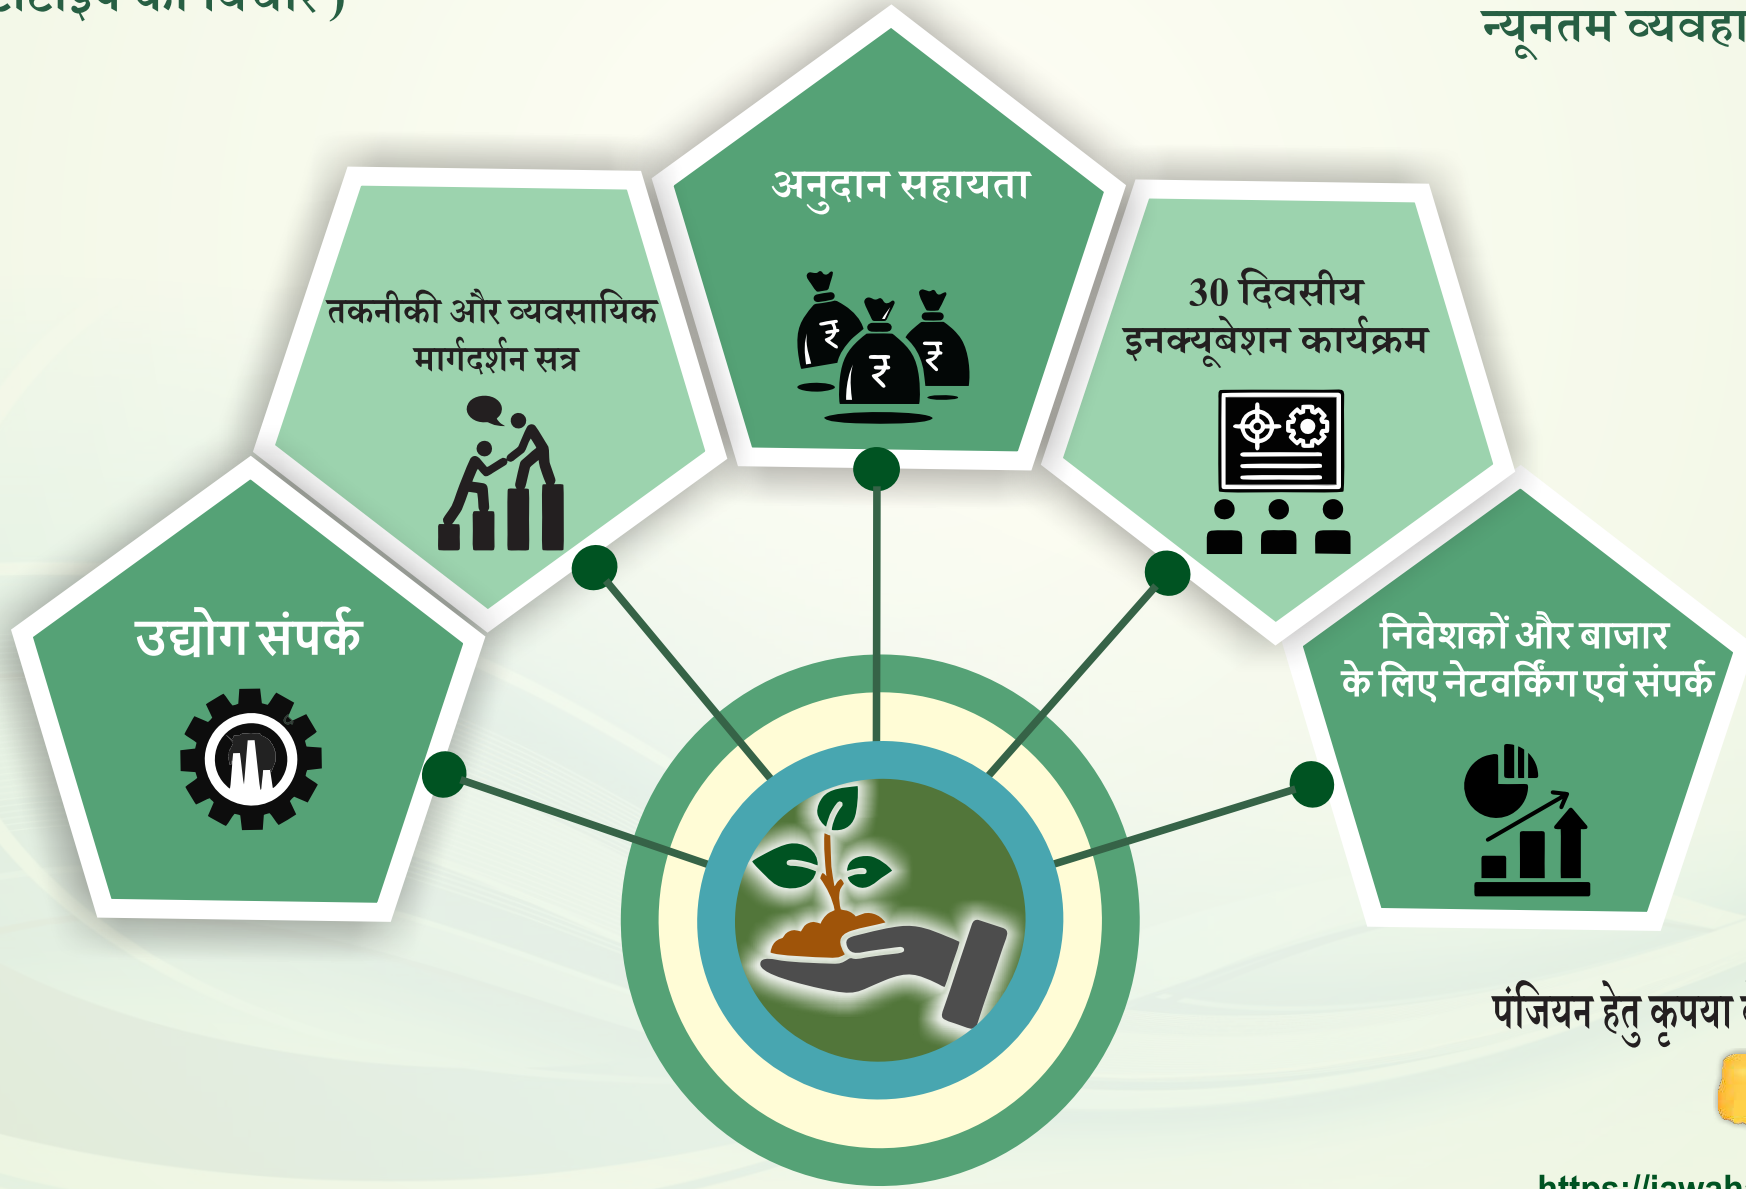 का विचार )
न्यूनतम
अनुदान सहायता
तकनीकी और व्यवसायिक
मार्गदर्शन सत्र
30 दिवसीय
इनक्यूबेशन कार्यक्रम
उद्योग संपर्क
निवेशकों और बाजार
के लिए नेटवर्किंग एवं संपर्क
₹
₹
₹
पंजियन हेतु कृपया